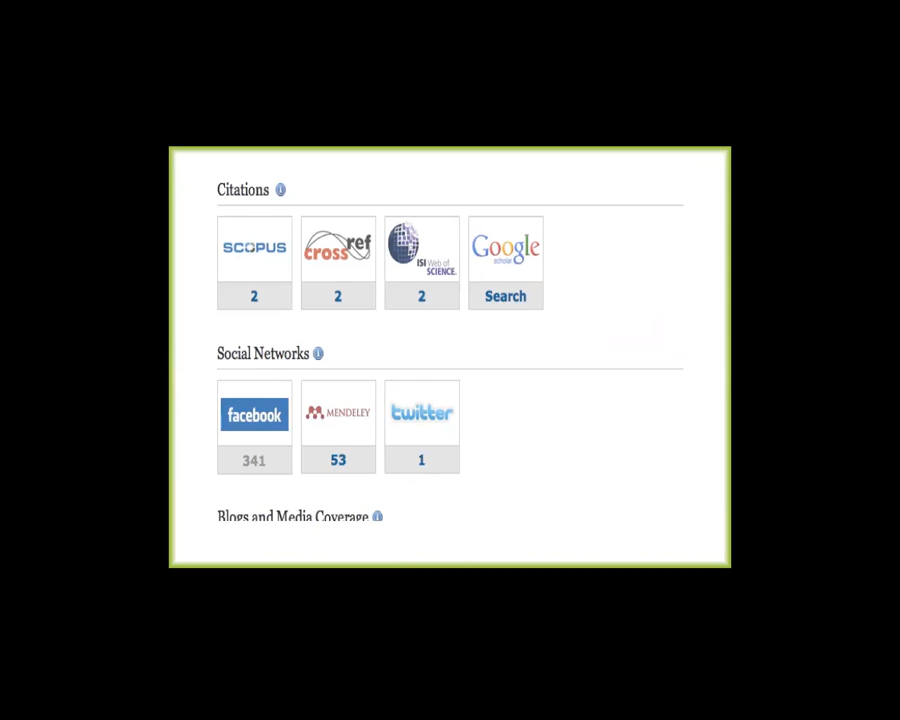 Citations
SCOPUS
crossref
ISI Web of SCIENCE.
Google scholar
2
2
2
Search
Social Networks
facebook
MENDELEY
twitter
341
53
1
Blogs and Media Coverage